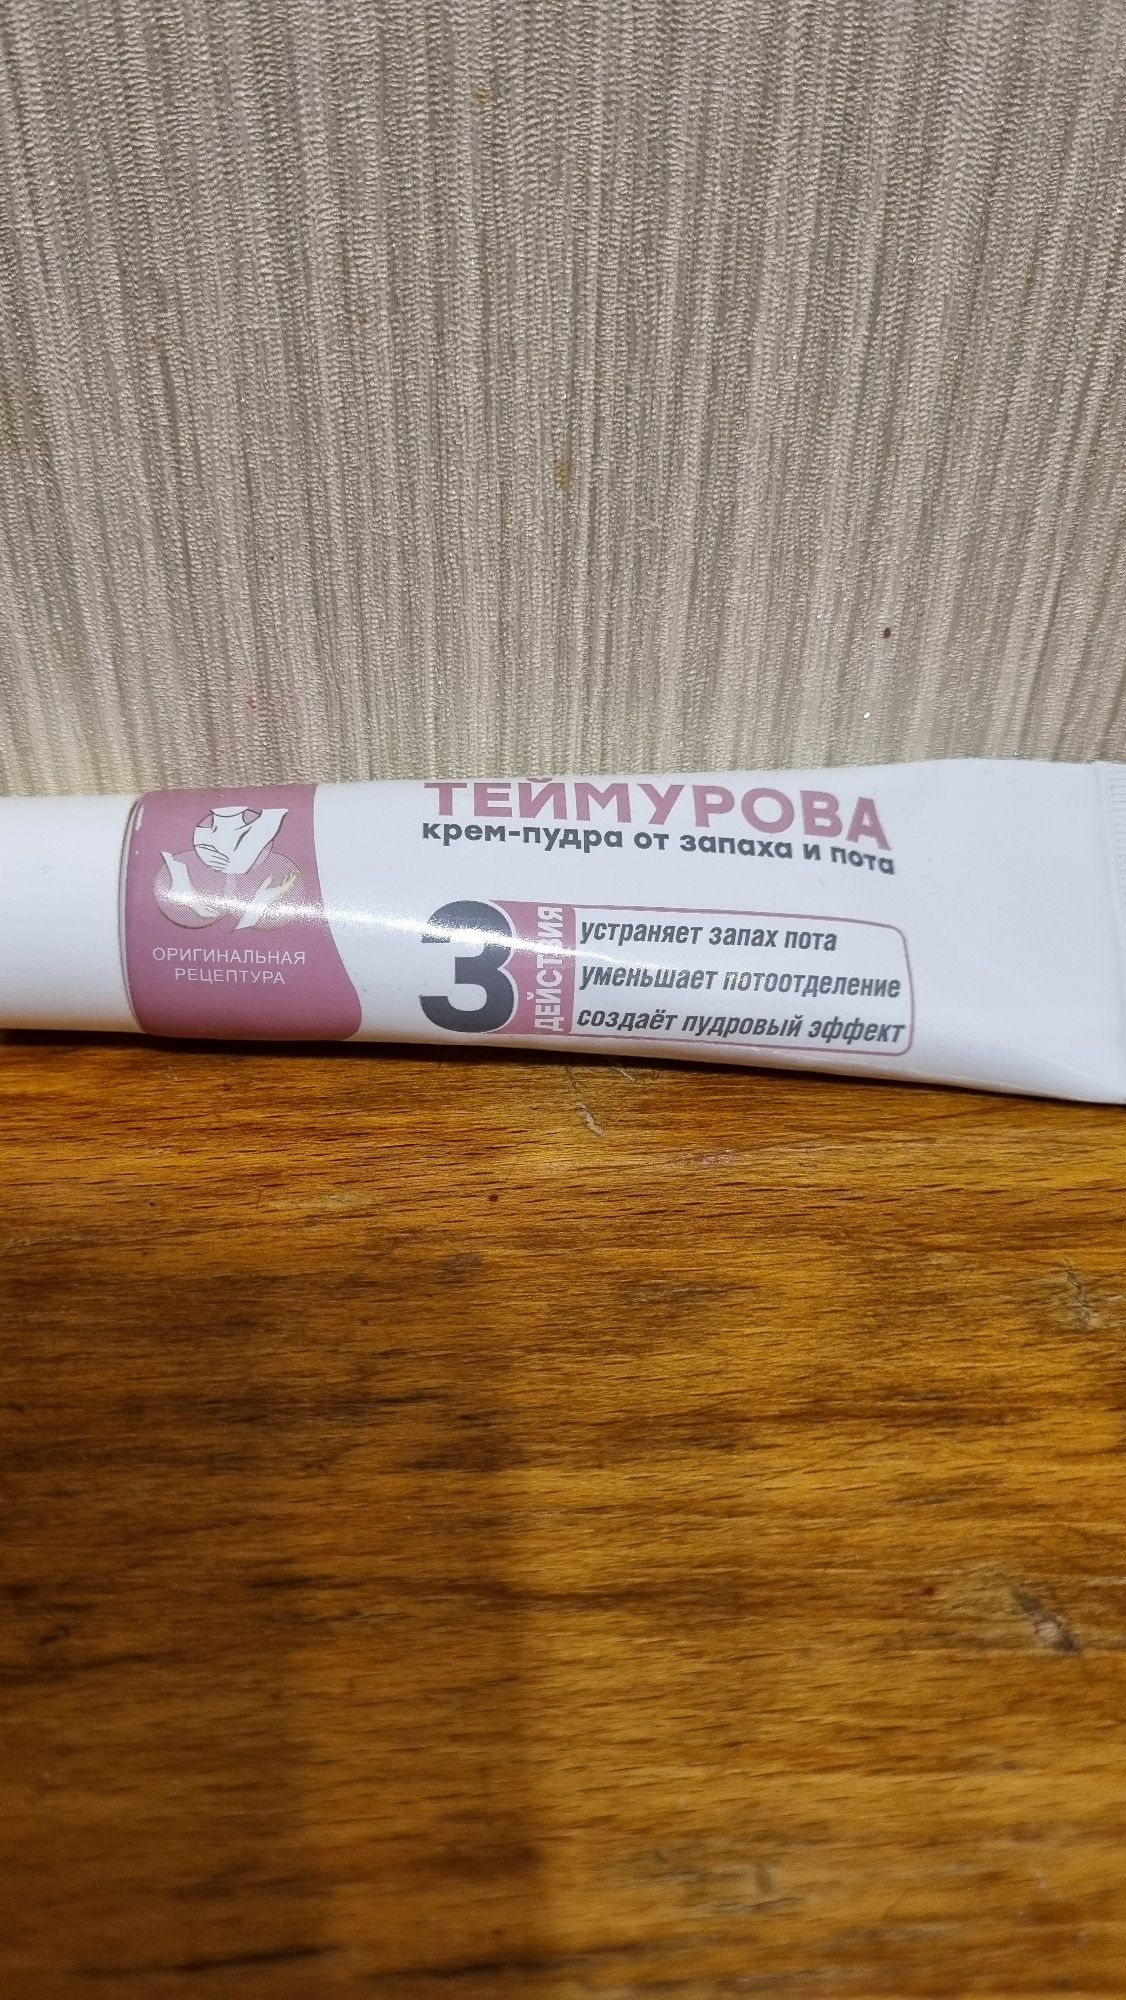 ТЕЙМУРОВА
крем-пудра от запаха и пота
ОРИГИНАЛЬНАЯ
РЕЦЕПТУРА
3 ДЕЙСТВИЯ
устраняет запах пота
уменьшает потоотделение
создаёт пудровый эффект